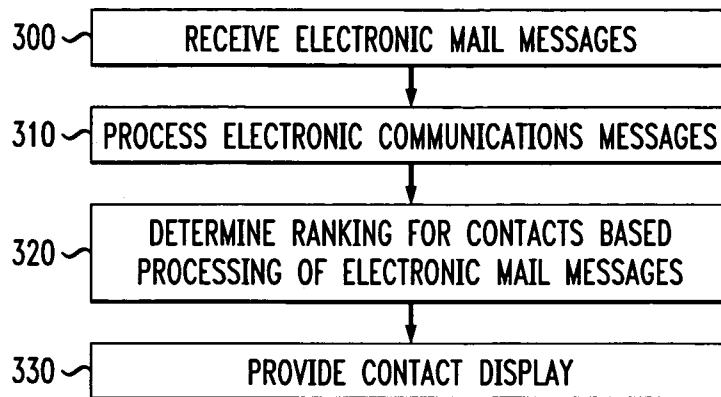 300 RECEIVE ELECTRONIC MAIL MESSAGES
310 PROCESS ELECTRONIC COMMUNICATIONS MESSAGES
320 DETERMINE RANKING FOR CONTACTS BASED
PROCESSING OF ELECTRONIC MAIL MESSAGES
330 PROVIDE CONTACT DISPLAY